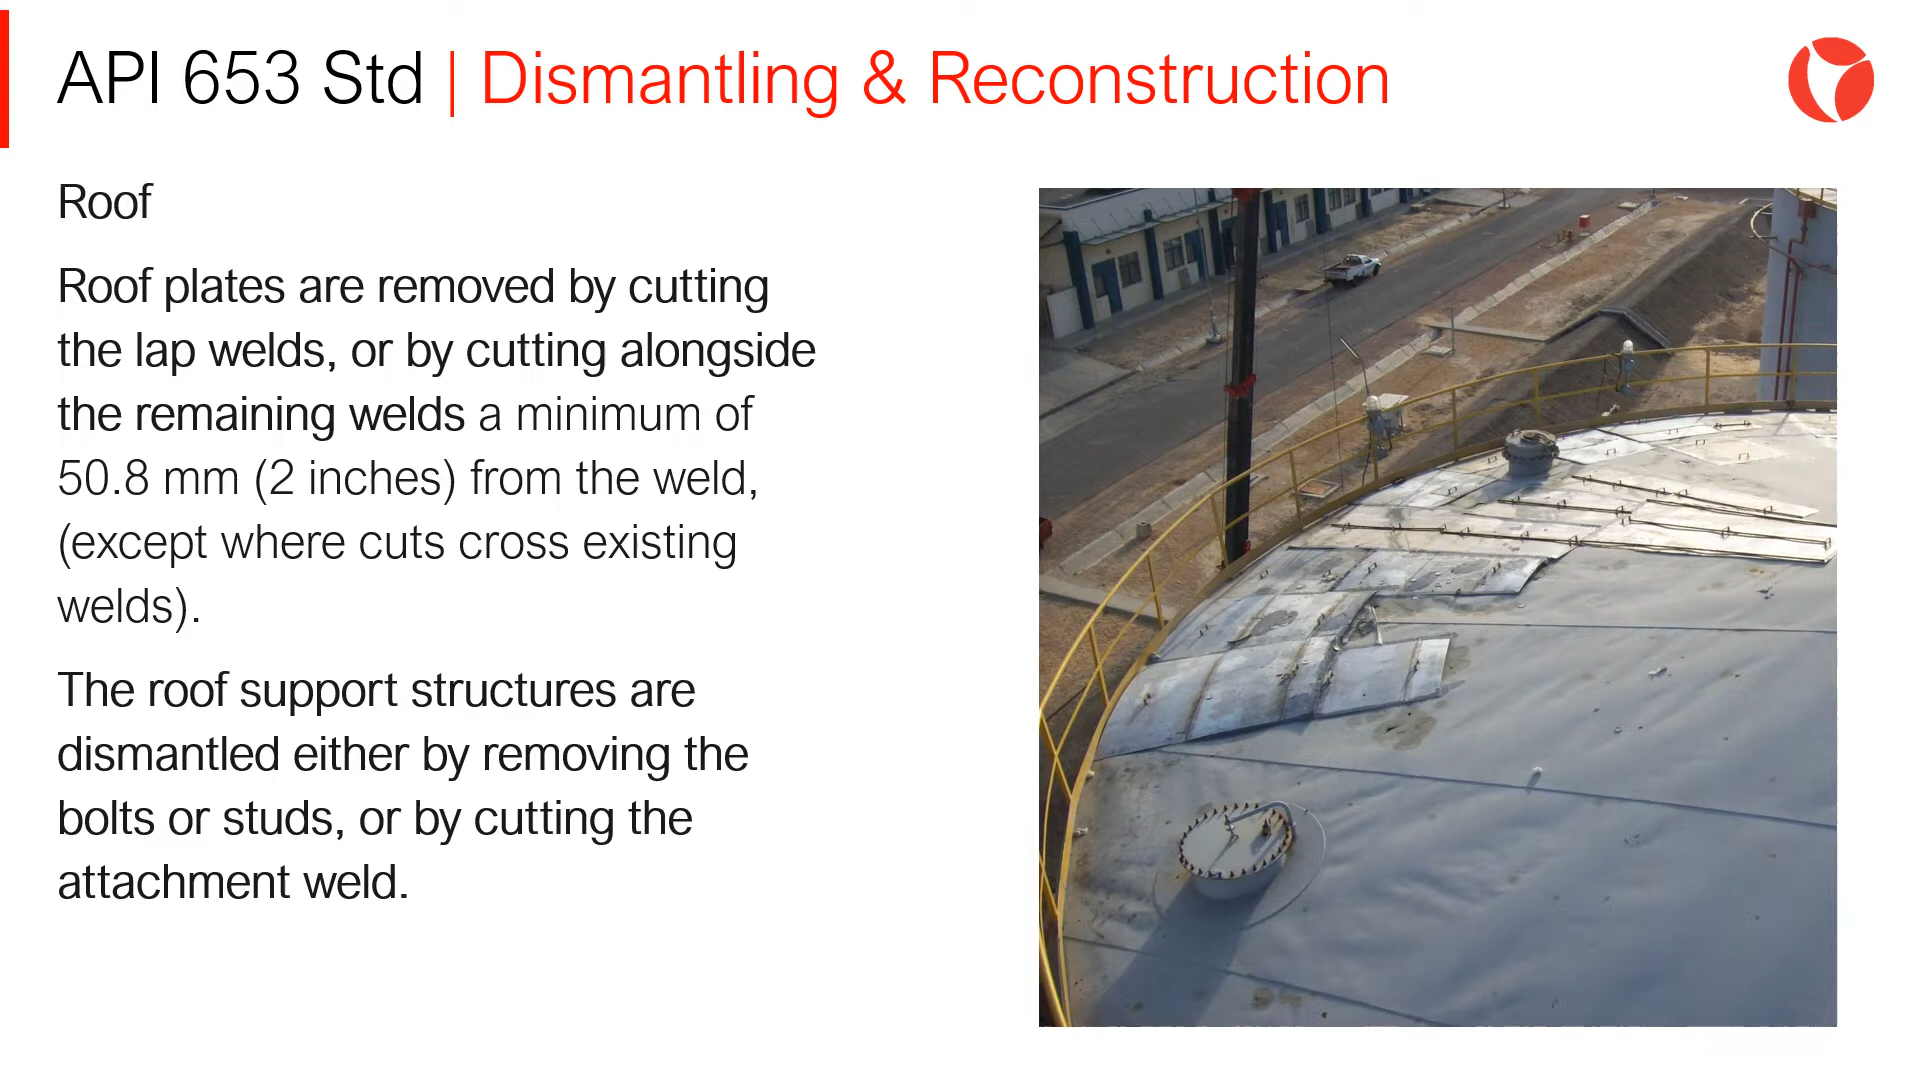 API 653 Std | Dismantling & Reconstruction
Roof
Roof plates are removed by cutting
the lap welds, or by cutting alongside
the remaining welds a minimum of
50.8 mm (2 inches) from the weld,
(except where cuts cross existing
welds).
The roof support structures are
dismantled either by removing the
bolts or studs, or by cutting the
attachment weld.